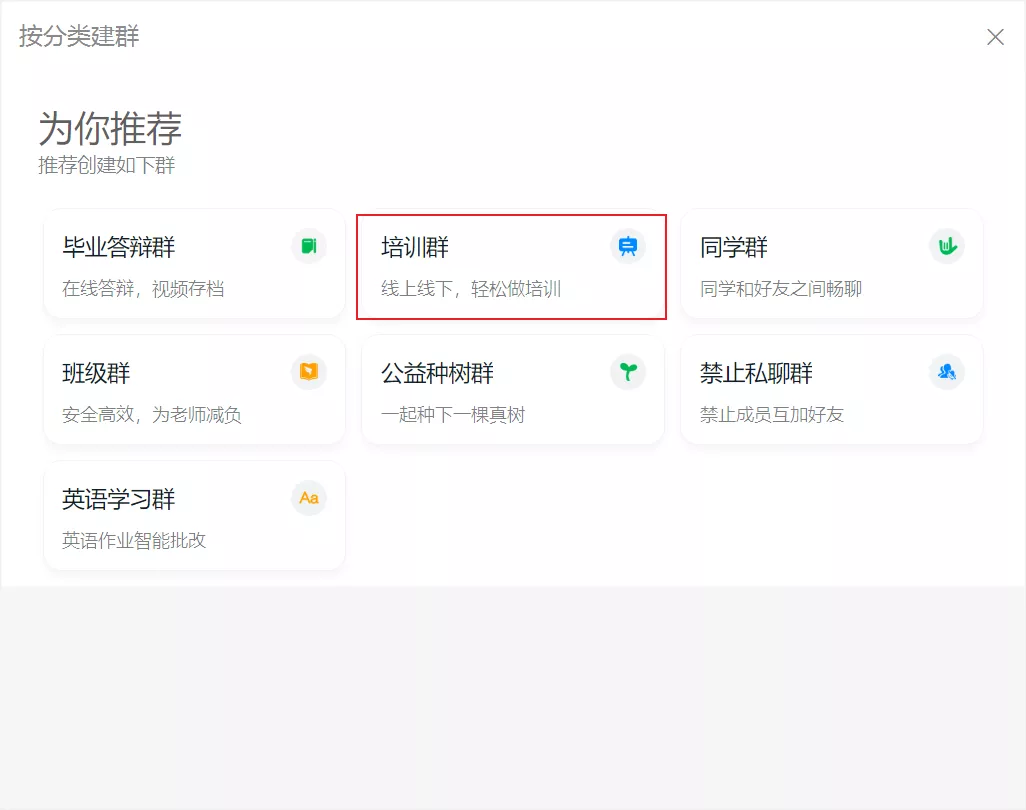 按分类建群
为你推荐
推荐创建如下群
毕业答辩群
在线答辩，视频存档
培训群
线上线下，轻松做培训
同学群
同学和好友之间畅聊
班级群
安全高效，为老师减负
公益种树群
一起种下一棵真树
禁止私聊群
禁止成员互加好友
英语学习群
Aa
英语作业智能批改